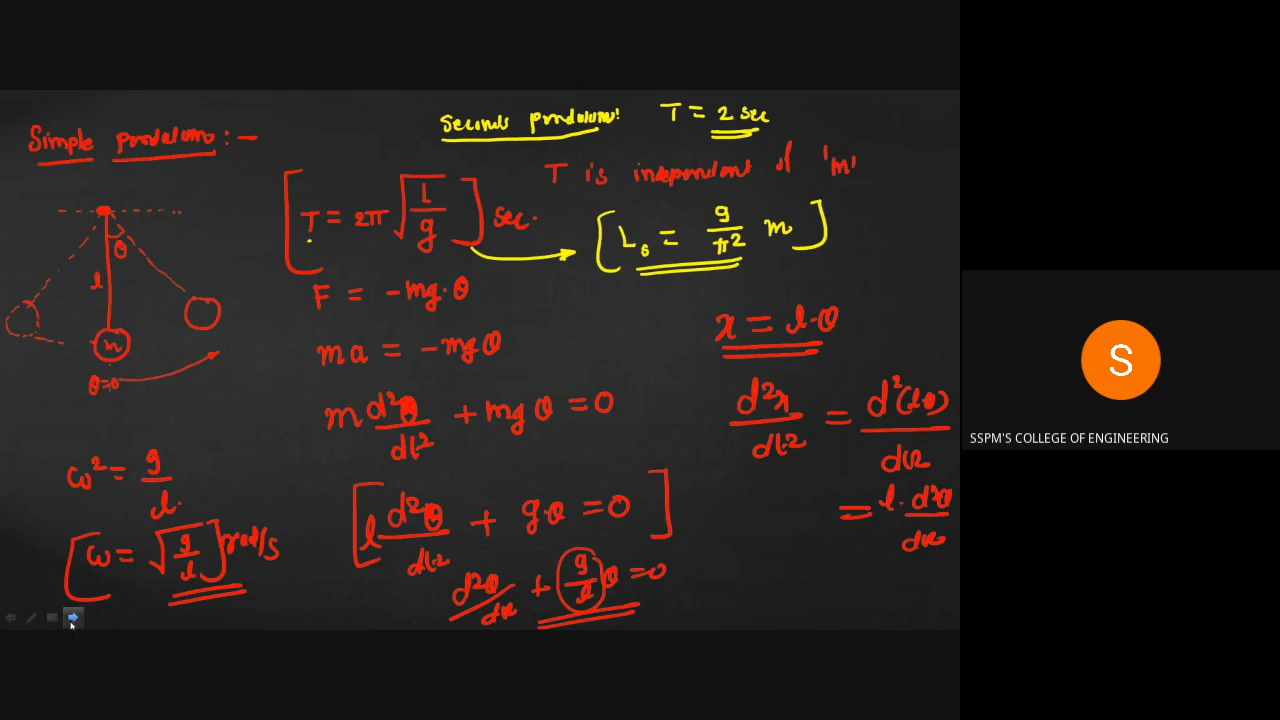 Seconds pendulum: T = 2 sec
Simple pendulum :-
T is independent of 'm'
[T = 2π √(l/g)] sec.
[Ls = g/π² m]
θ
l
m
θ=0
F = -mg·θ
x = l·θ
ma = -mgθ
m d²θ/dt² + mgθ = 0
d²x/dt² = d²(lθ)/dt²
= l· d²θ/dt²
ω² = g/l.
[l d²θ/dt² + gθ = 0]
[ω = √(g/l)] rad/s
d²θ/dt² + (g/l)θ = 0
S
SSPM'S COLLEGE OF ENGINEERING